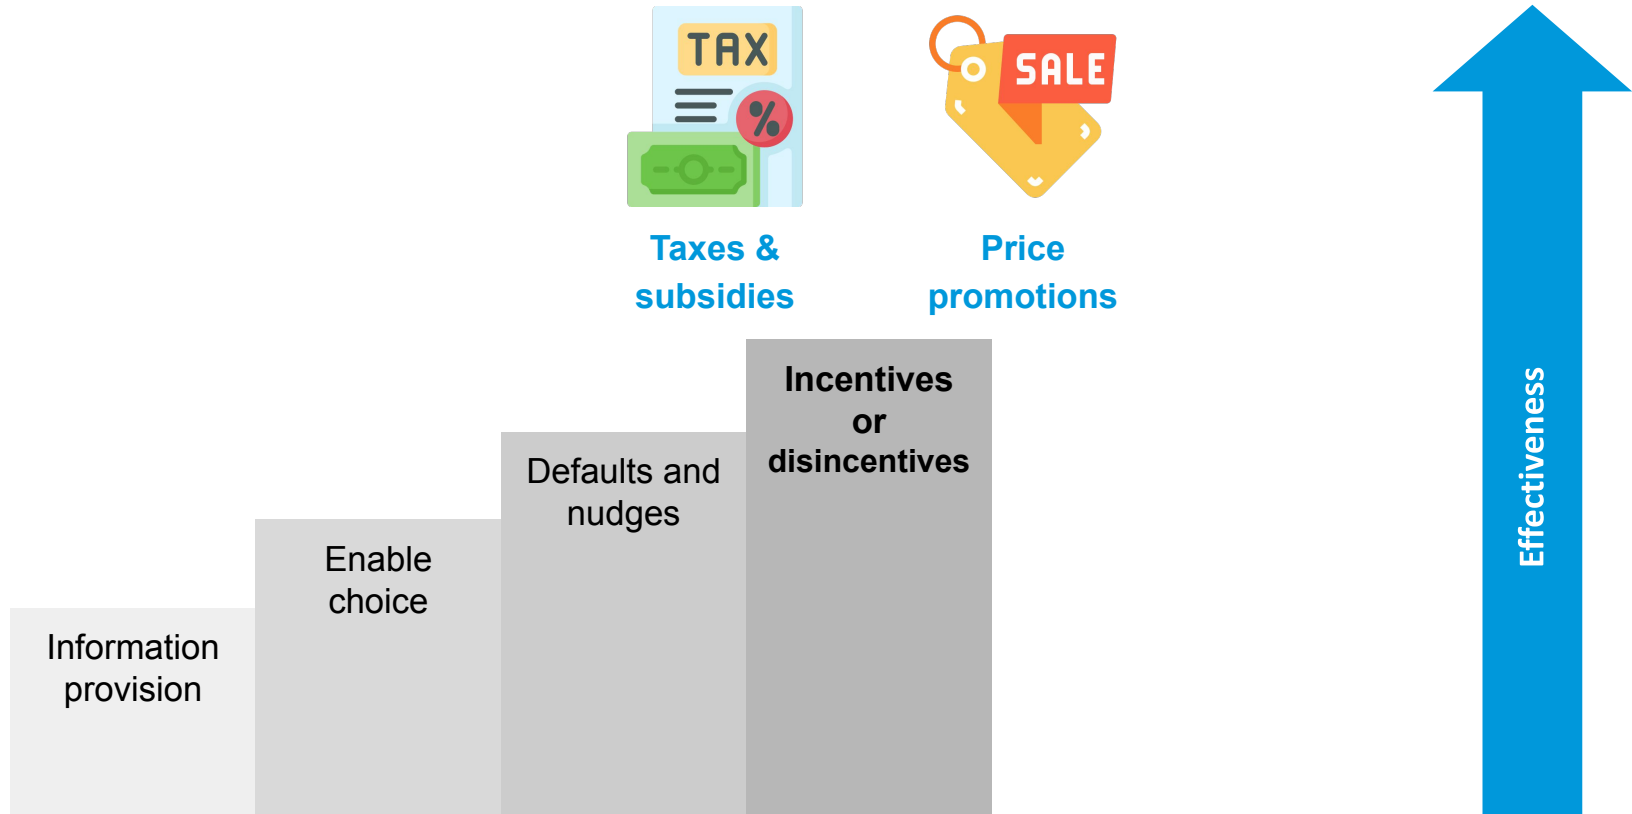 TAX
%
SALE
Taxes &
subsidies
Price
promotions
Incentives
or
disincentives
Defaults and
nudges
Enable
choice
Information
provision
Effectiveness